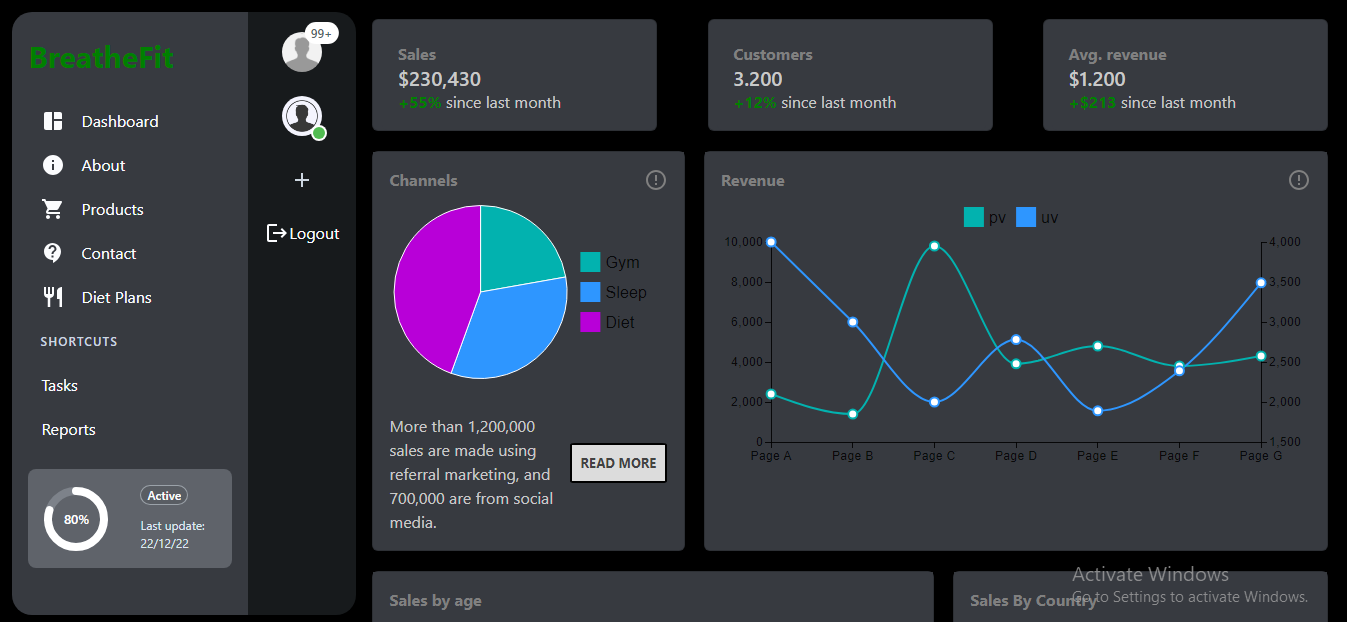 BreatheFit
Dashboard
About
Products
Contact
Diet Plans
SHORTCUTS
Tasks
Reports
80%
Active
Last update:
22/12/22
99+
Logout
Sales
$230,430
+55% since last month
Customers
3.200
+12% since last month
Avg. revenue
$1.200
+$213 since last month
Channels
Gym
Sleep
Diet
More than 1,200,000
sales are made using
referral marketing, and
700,000 are from social
media.
READ MORE
Revenue
pv uv
10,000
8,000
6,000
4,000
2,000
0
4,000
3,500
3,000
2,500
2,000
1,500
Page A Page B Page C Page D Page E Page F Page G
Sales by age
Sales By Country
Activate Windows
Go to Settings to activate Windows.